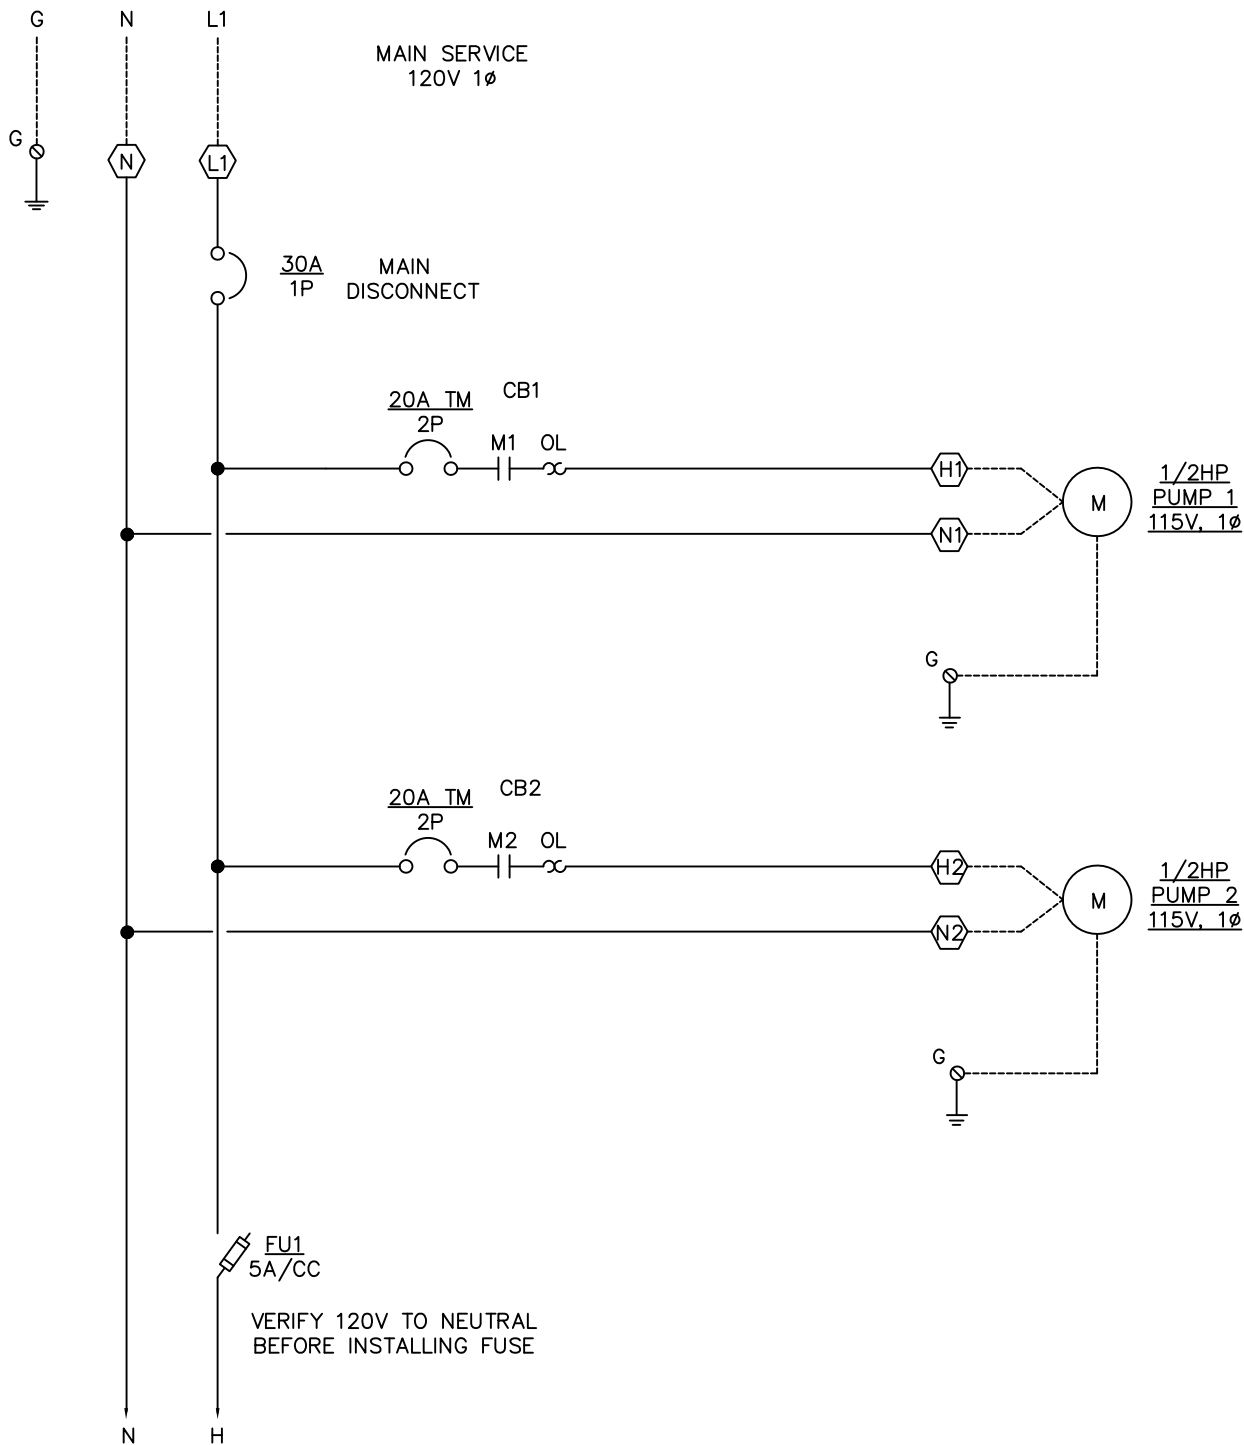 G
N
L1
MAIN SERVICE
120V 1ø
G
N
L1
30A
1P
MAIN
DISCONNECT
20A TM
2P
CB1
M1
OL
H1
N1
M
1/2HP
PUMP 1
115V, 1ø
G
20A TM
2P
CB2
M2
OL
H2
N2
M
1/2HP
PUMP 2
115V, 1ø
G
FU1
5A/CC
VERIFY 120V TO NEUTRAL
BEFORE INSTALLING FUSE
N
H